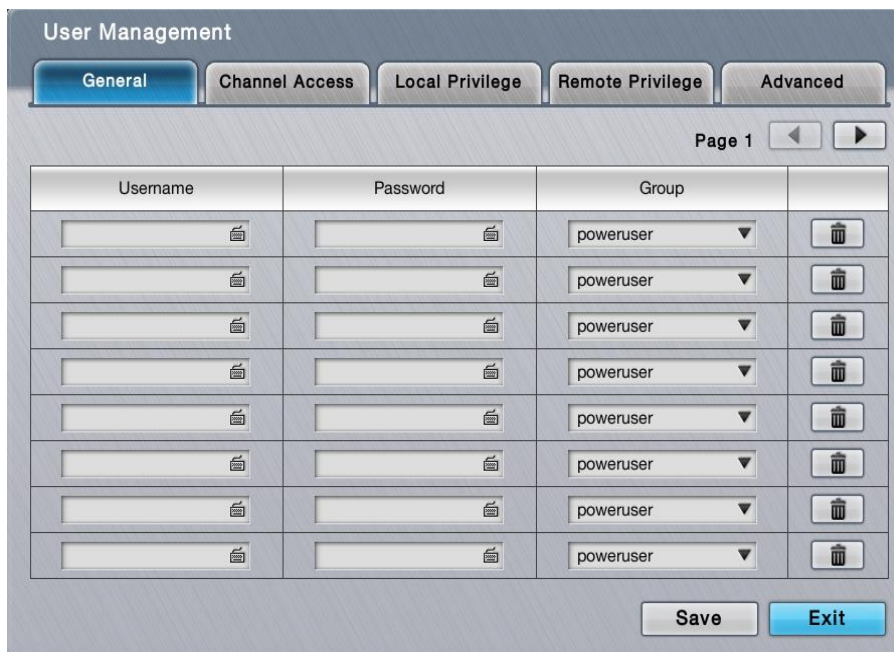 User Management
General Channel Access Local Privilege Remote Privilege Advanced
Page 1
Username Password Group
poweruser
poweruser
poweruser
poweruser
poweruser
poweruser
poweruser
poweruser
Save Exit